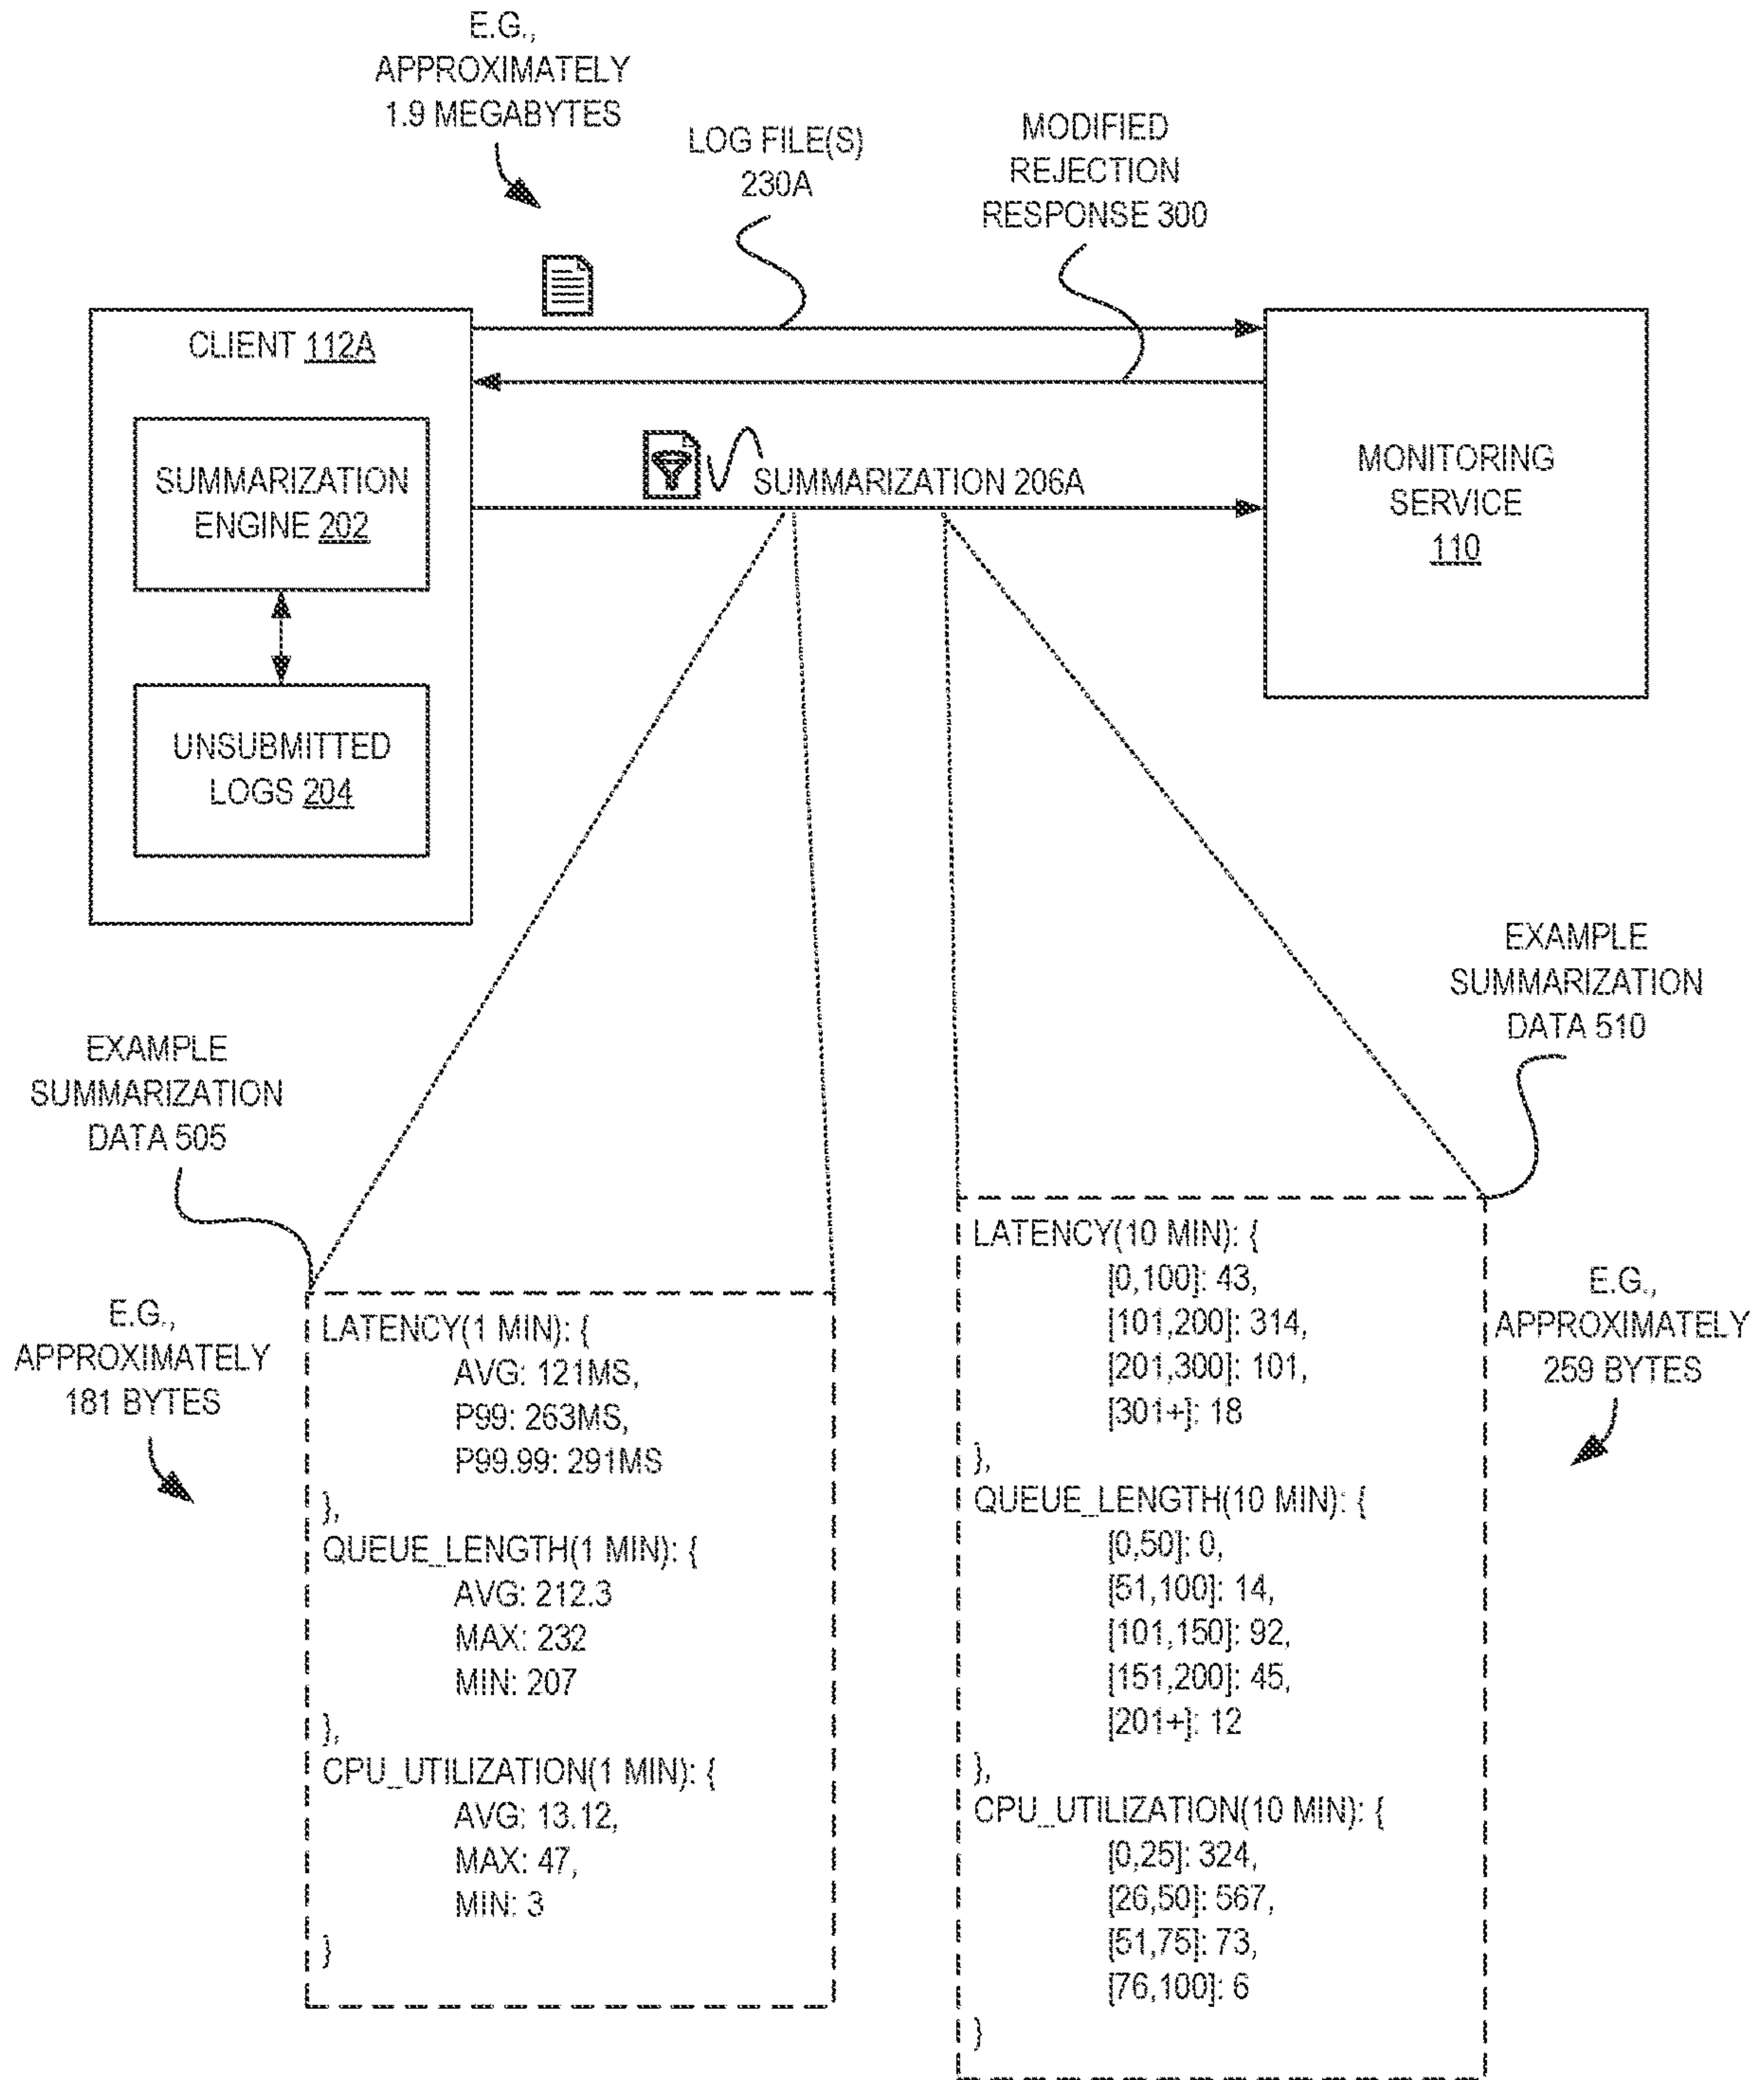 E.G.,
APPROXIMATELY
1.9 MEGABYTES
LOG FILE(S)
230A
MODIFIED
REJECTION
RESPONSE 300
CLIENT 112A
SUMMARIZATION
ENGINE 202
UNSUBMITTED
LOGS 204
SUMMARIZATION 206A
MONITORING
SERVICE
110
EXAMPLE
SUMMARIZATION
DATA 505
E.G.,
APPROXIMATELY
181 BYTES
LATENCY(1 MIN): {
AVG: 121MS,
P99: 263MS,
P99.99: 291MS
},
QUEUE_LENGTH(1 MIN): {
AVG: 212.3
MAX: 232
MIN: 207
},
CPU_UTILIZATION(1 MIN): {
AVG: 13.12,
MAX: 47,
MIN: 3
}
EXAMPLE
SUMMARIZATION
DATA 510
LATENCY(10 MIN): {
[0,100]: 43,
[101,200]: 314,
[201,300]: 101,
[301+]: 18
},
QUEUE_LENGTH(10 MIN): {
[0,50]: 0,
[51,100]: 14,
[101,150]: 92,
[151,200]: 45,
[201+]: 12
},
CPU_UTILIZATION(10 MIN): {
[0,25]: 324,
[26,50]: 567,
[51,75]: 73,
[76,100]: 6
}
E.G.,
APPROXIMATELY
259 BYTES